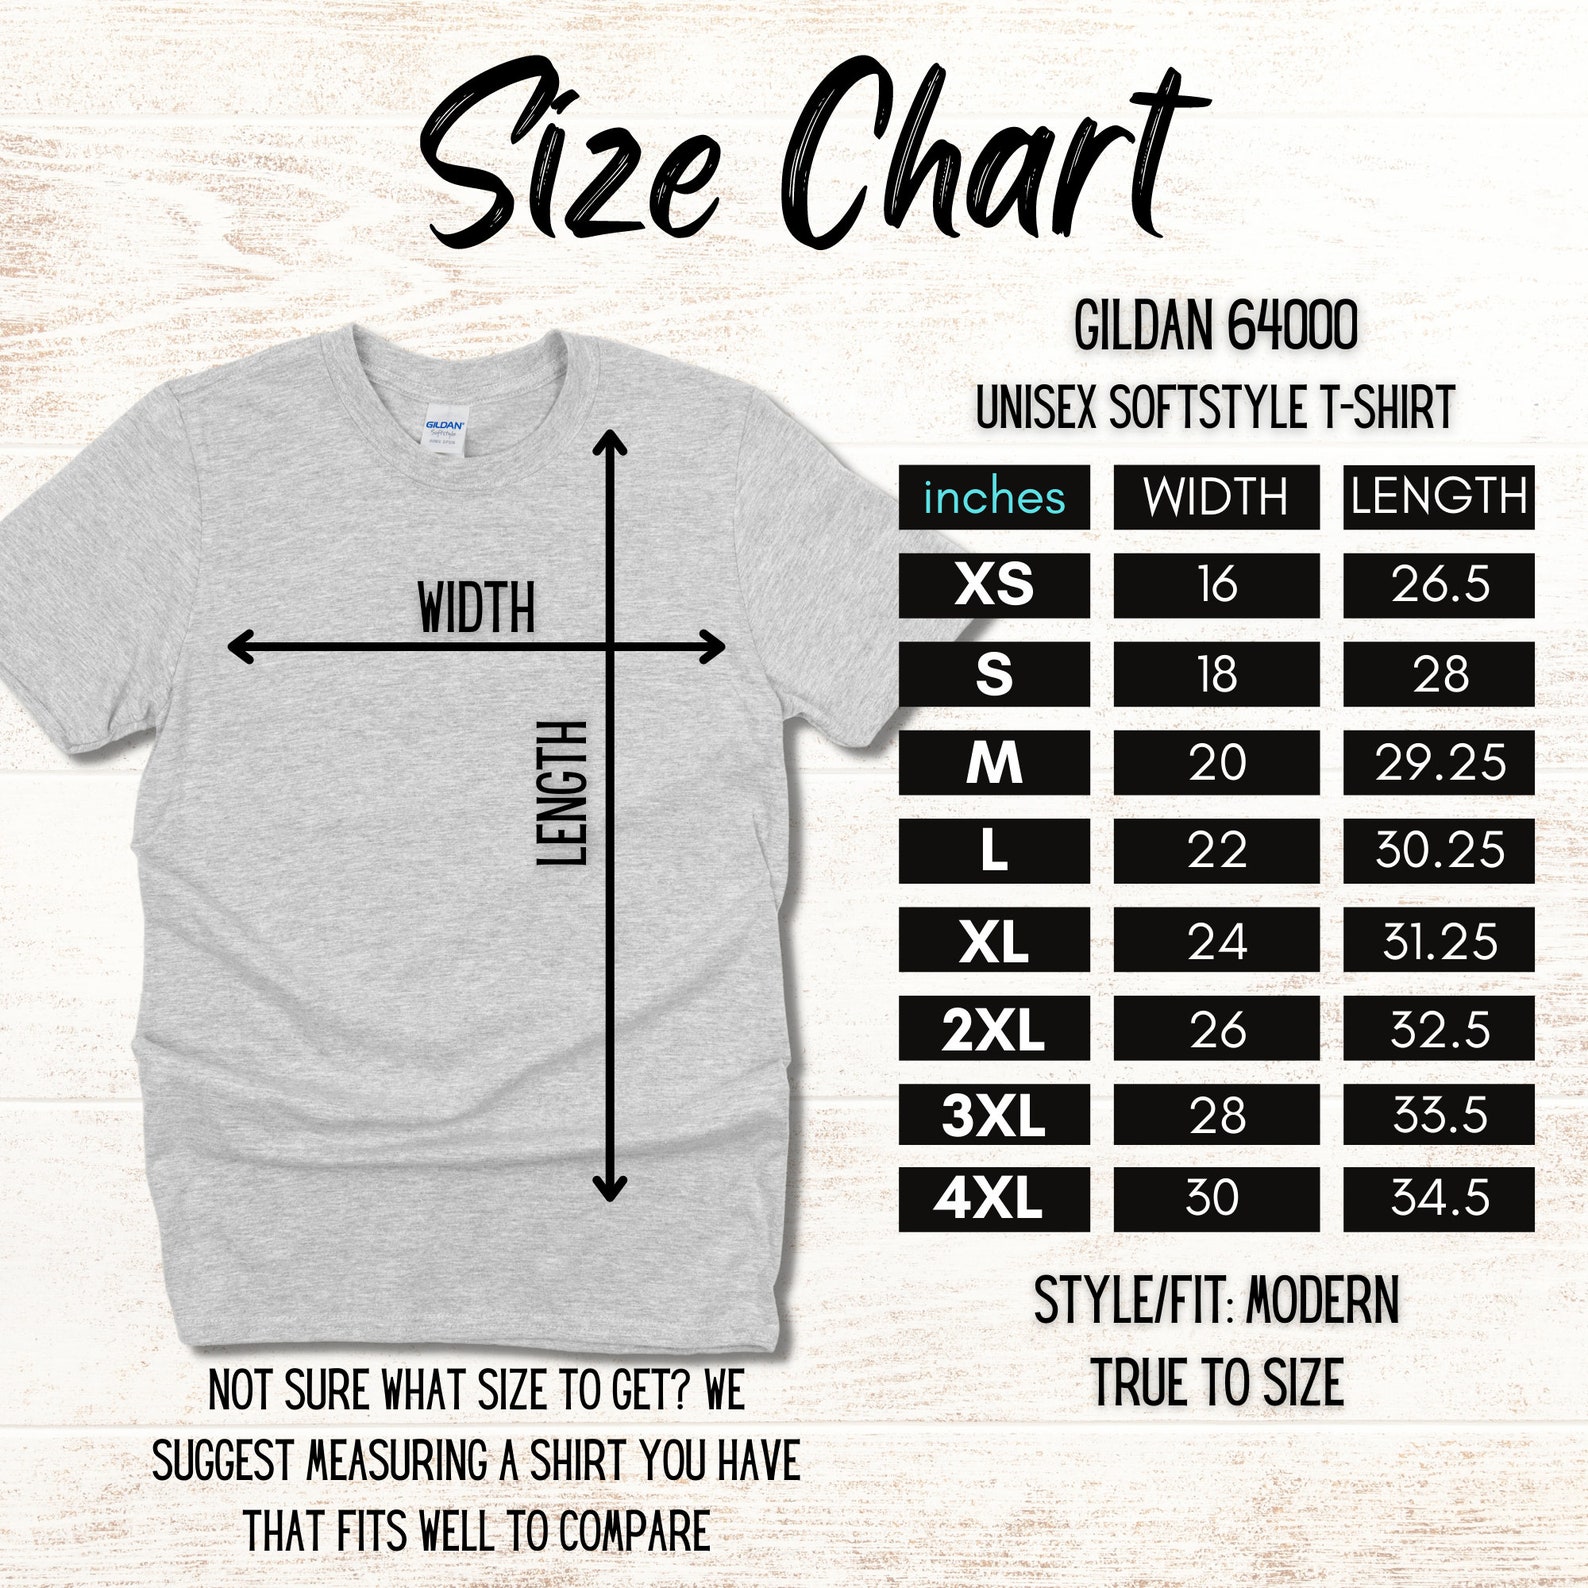 Size Chart
GILDAN 64000
UNISEX SOFTSTYLE T-SHIRT
GILDAN
Softstyle
inches WIDTH LENGTH
XS 16 26.5
S 18 28
M 20 29.25
L 22 30.25
XL 24 31.25
2XL 26 32.5
3XL 28 33.5
4XL 30 34.5
WIDTH
LENGTH
STYLE/FIT: MODERN
TRUE TO SIZE
NOT SURE WHAT SIZE TO GET? WE
SUGGEST MEASURING A SHIRT YOU HAVE
THAT FITS WELL TO COMPARE